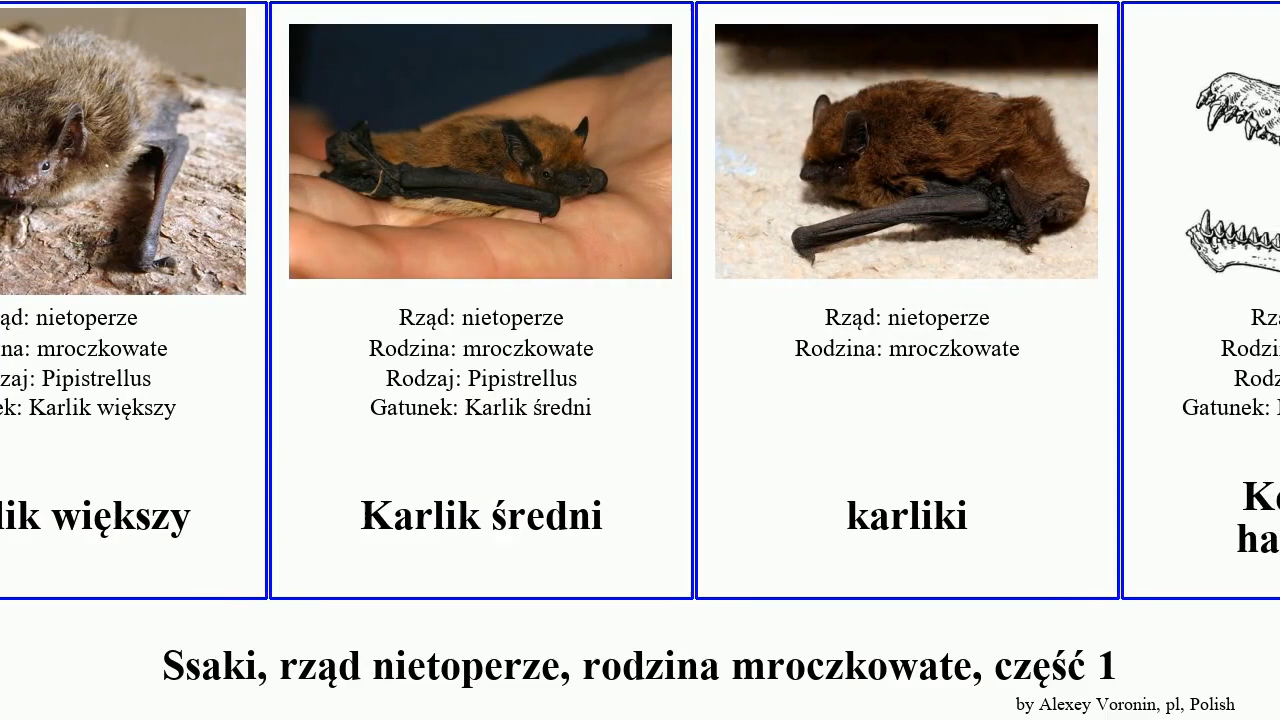 ąd: nietoperze
na: mroczkowate
zaj: Pipistrellus
ek: Karlik większy
lik większy
Rząd: nietoperze
Rodzina: mroczkowate
Rodzaj: Pipistrellus
Gatunek: Karlik średni
Karlik średni
Rząd: nietoperze
Rodzina: mroczkowate
karliki
Rzą
Rodzi
Rodz
Gatunek:
Ko
ha
Ssaki, rząd nietoperze, rodzina mroczkowate, część 1
by Alexey Voronin, pl, Polish